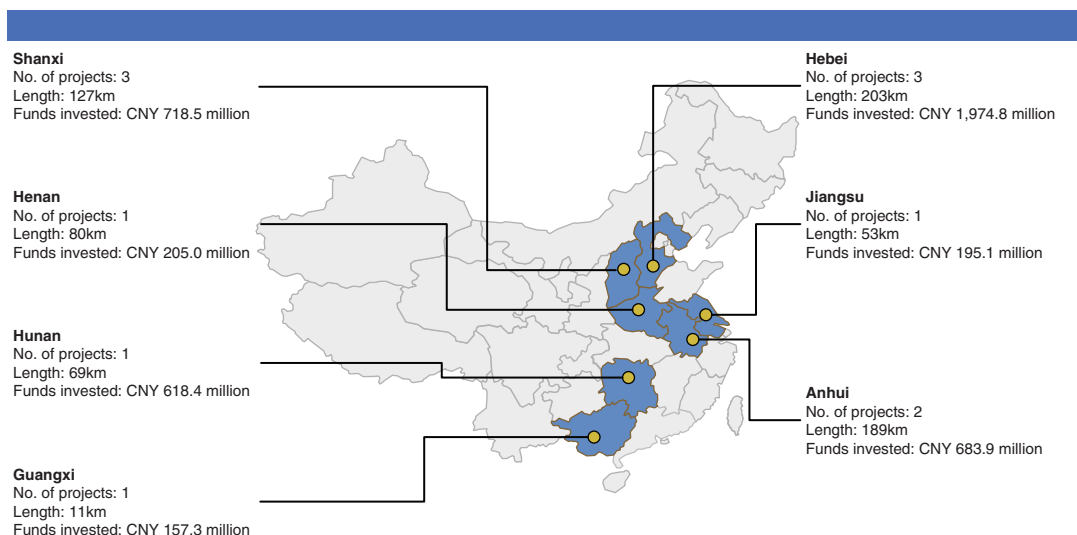 Shanxi
No. of projects: 3
Length: 127km
Funds invested: CNY 718.5 million
Henan
No. of projects: 1
Length: 80km
Funds invested: CNY 205.0 million
Hunan
No. of projects: 1
Length: 69km
Funds invested: CNY 618.4 million
Guangxi
No. of projects: 1
Length: 11km
Funds invested: CNY 157.3 million
Hebei
No. of projects: 3
Length: 203km
Funds invested: CNY 1,974.8 million
Jiangsu
No. of projects: 1
Length: 53km
Funds invested: CNY 195.1 million
Anhui
No. of projects: 2
Length: 189km
Funds invested: CNY 683.9 million